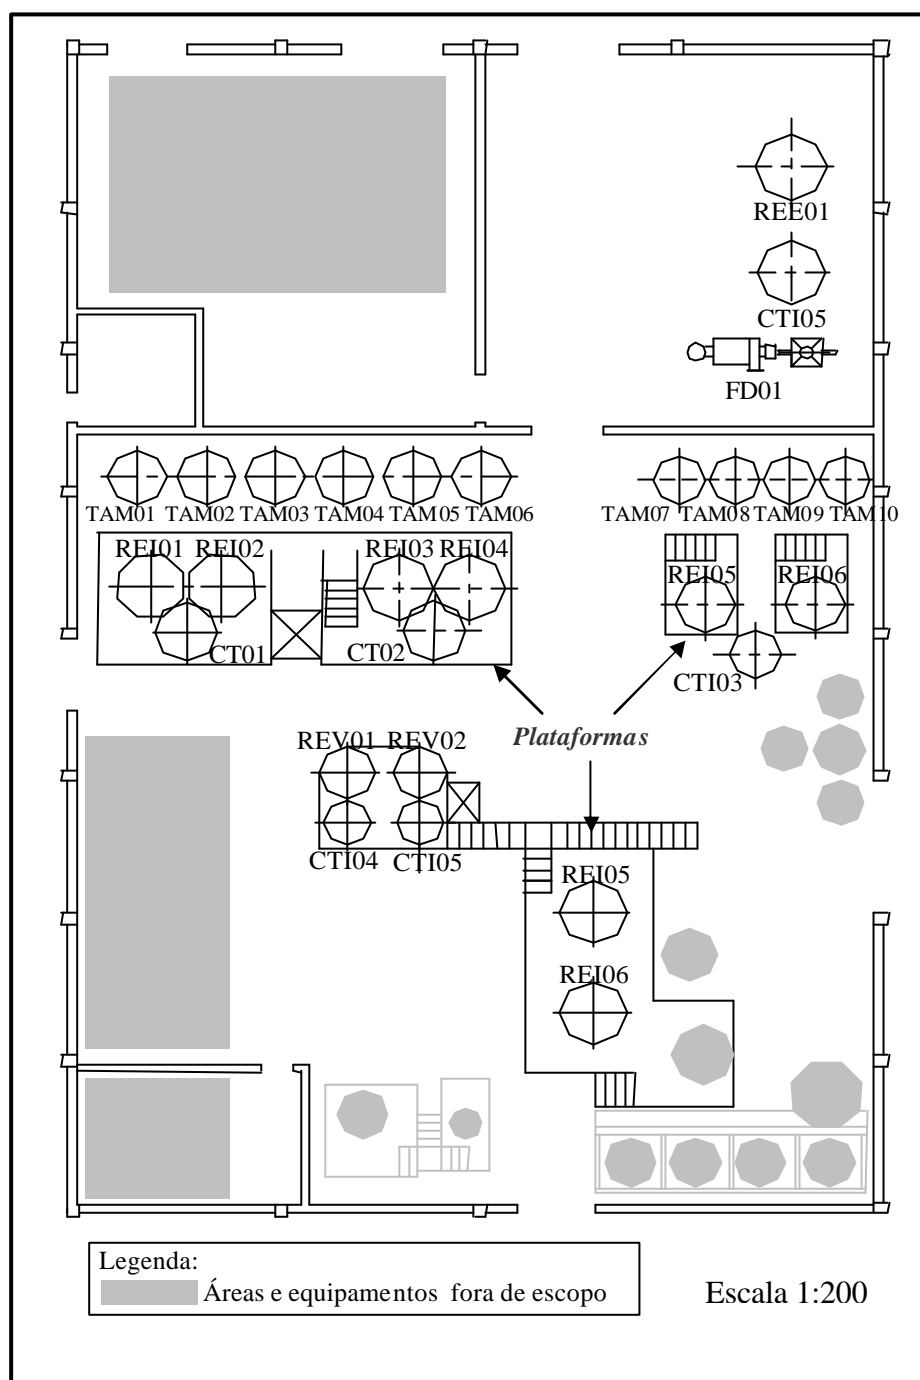 REE01
CTI05
FD01
TAM01 TAM02 TAM03 TAM04 TAM05 TAM06 TAM07 TAM08 TAM09 TAM10
REI01 REI02 REI03 REI04
REI05 REI06
CT01 CT02
CTI03
Plataformas
REV01 REV02
CTI04 CTI05
REI05
REI06
Legenda:
Áreas e equipamentos fora de escopo
Escala 1:200